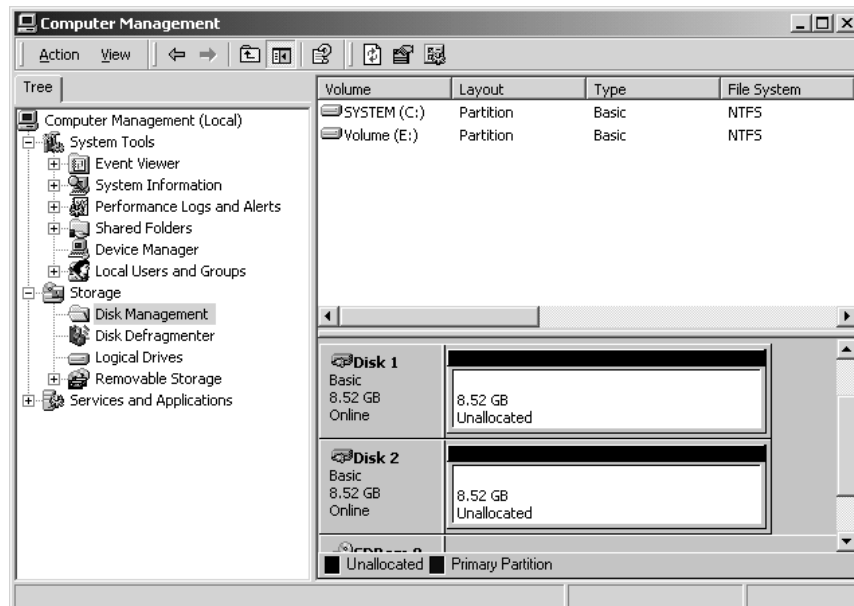 Computer Management
Action View
Tree
Computer Management (Local)
System Tools
Event Viewer
System Information
Performance Logs and Alerts
Shared Folders
Device Manager
Local Users and Groups
Storage
Disk Management
Disk Defragmenter
Logical Drives
Removable Storage
Services and Applications
Volume Layout Type File System
SYSTEM (C:) Partition Basic NTFS
Volume (E:) Partition Basic NTFS
Disk 1
Basic
8.52 GB
Online
8.52 GB
Unallocated
Disk 2
Basic
8.52 GB
Online
8.52 GB
Unallocated
Unallocated Primary Partition